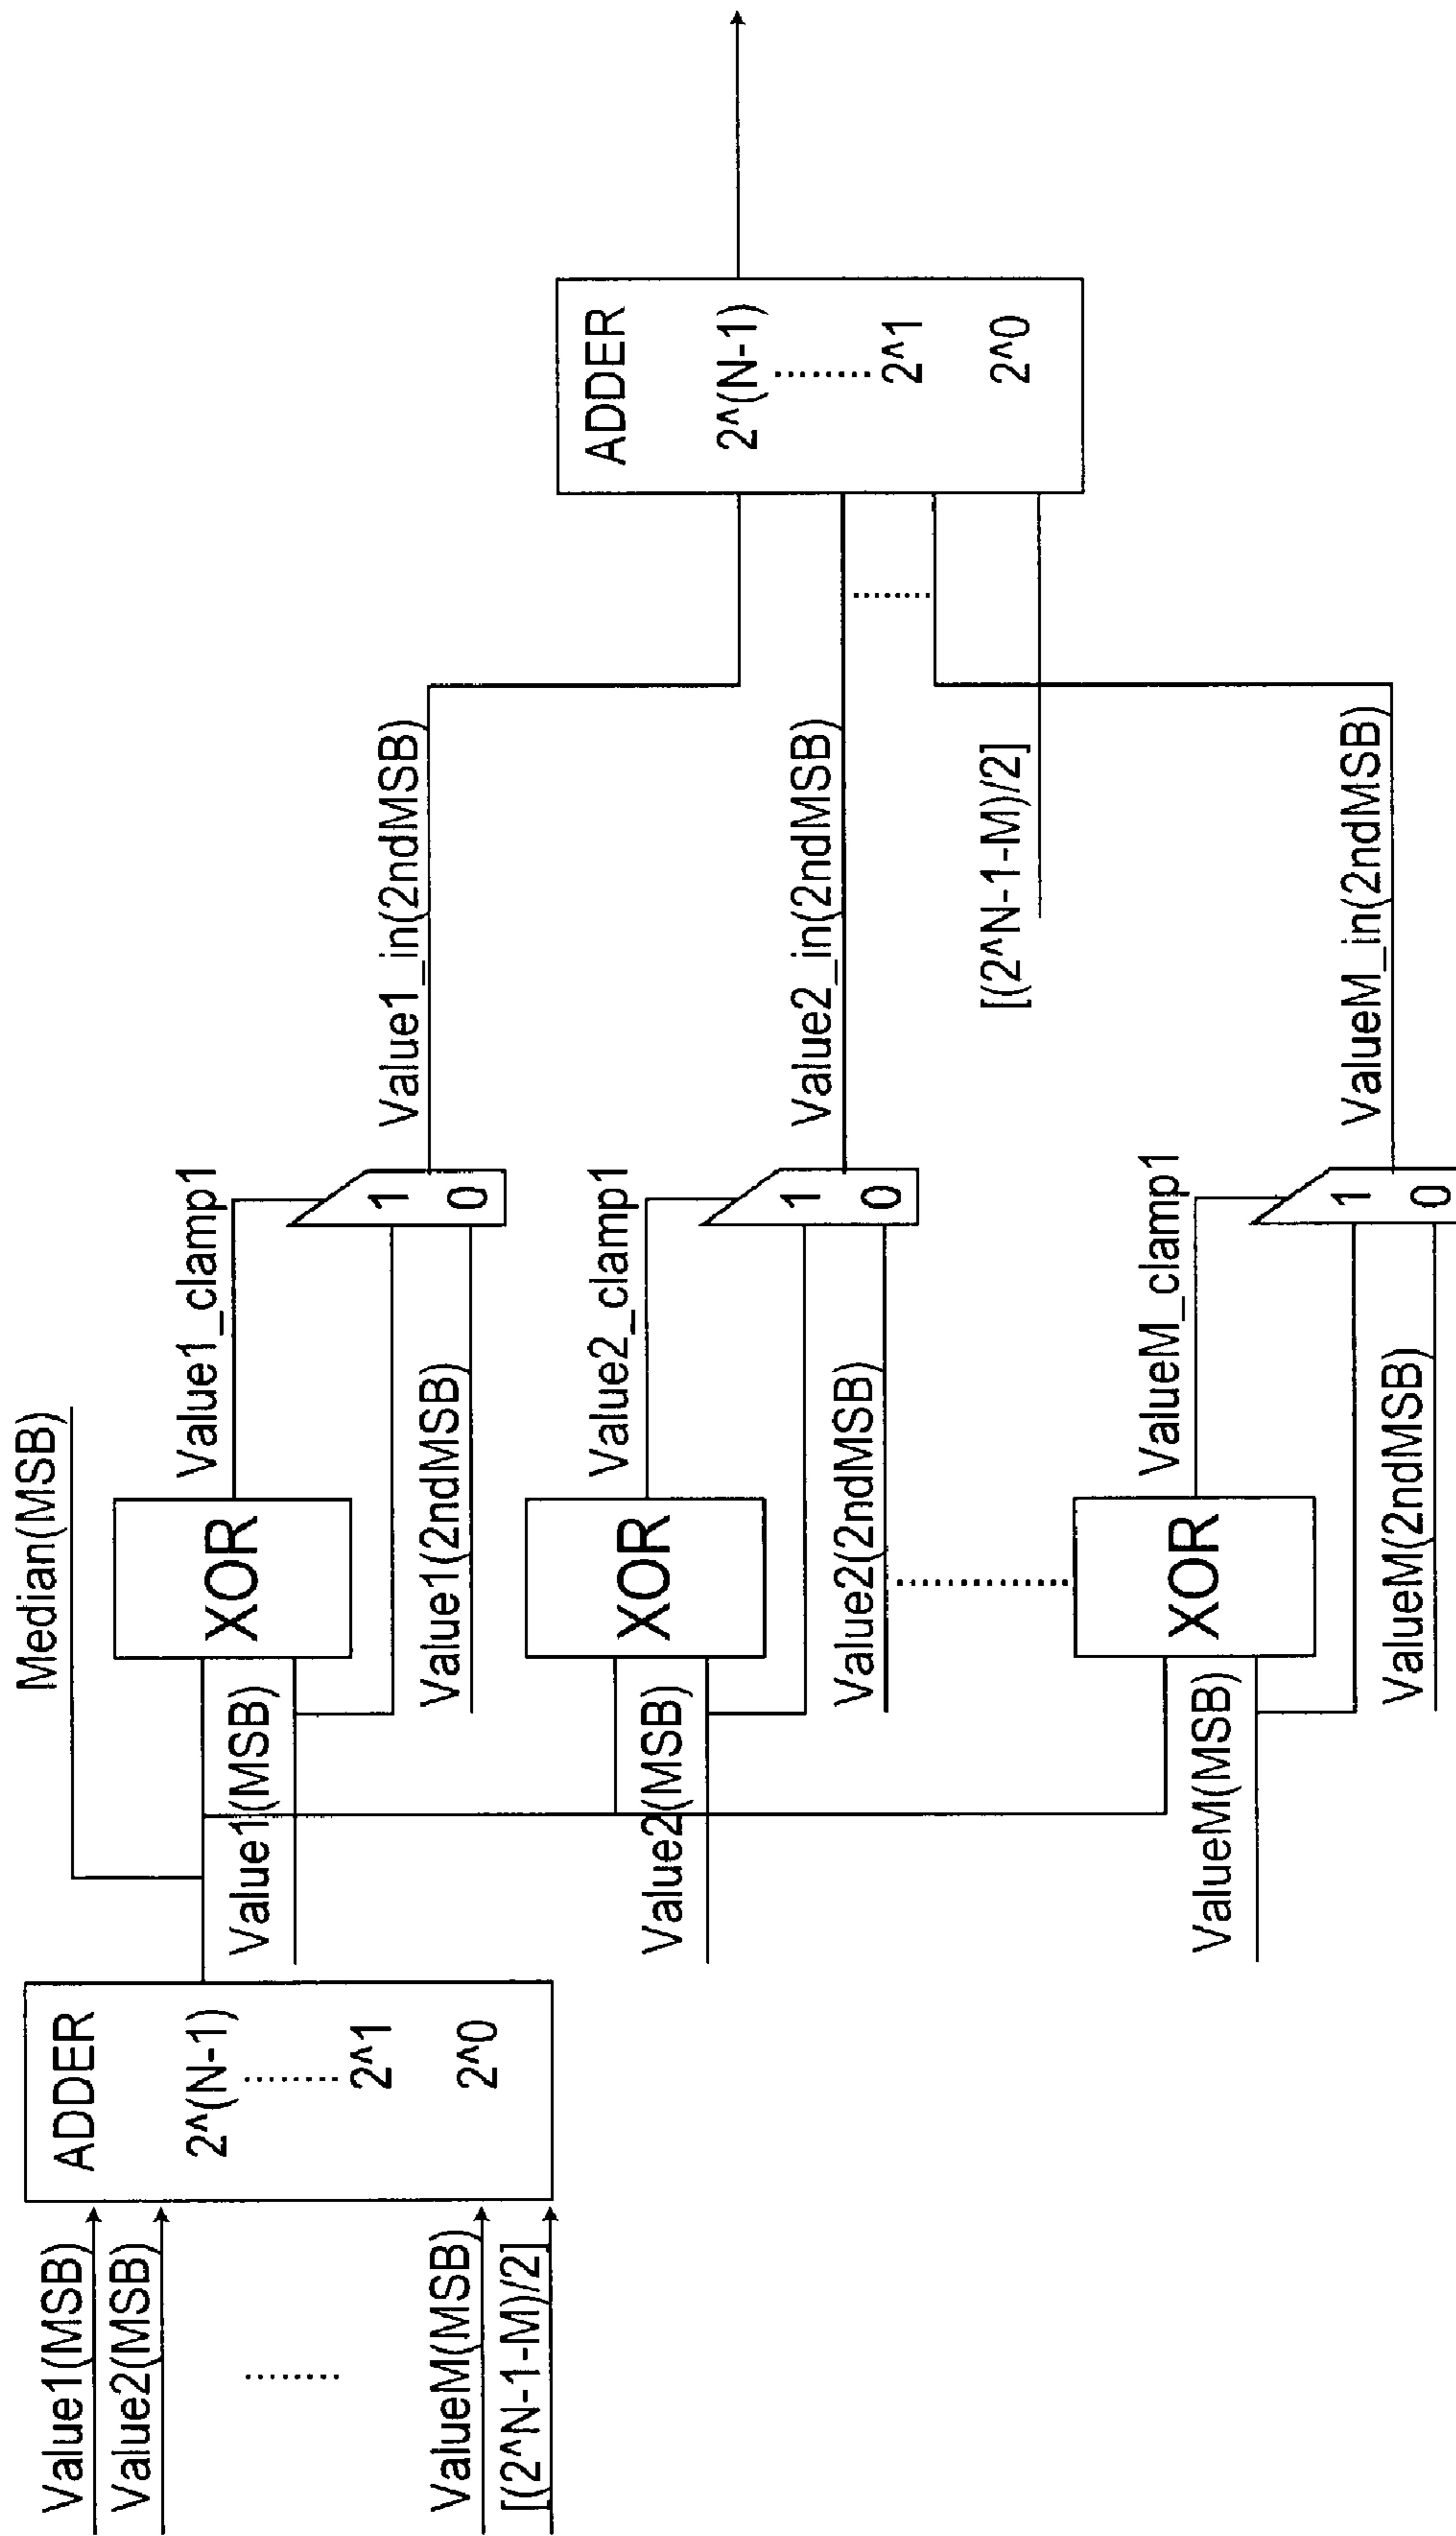 Value1(MSB)
Value2(MSB)
........
ValueM(MSB)
[(2^N-1-M)/2]
ADDER
2^(N-1)
........
2^1
2^0
Median(MSB)
Value1(MSB)
XOR
Value1_clamp1
Value1(2ndMSB)
1
0
Value1_in(2ndMSB)
Value2(MSB)
XOR
Value2_clamp1
Value2(2ndMSB)
1
0
Value2_in(2ndMSB)
[(2^N-1-M)/2]
ValueM(MSB)
XOR
ValueM_clamp1
ValueM(2ndMSB)
1
0
ValueM_in(2ndMSB)
ADDER
2^(N-1)
........
2^1
2^0